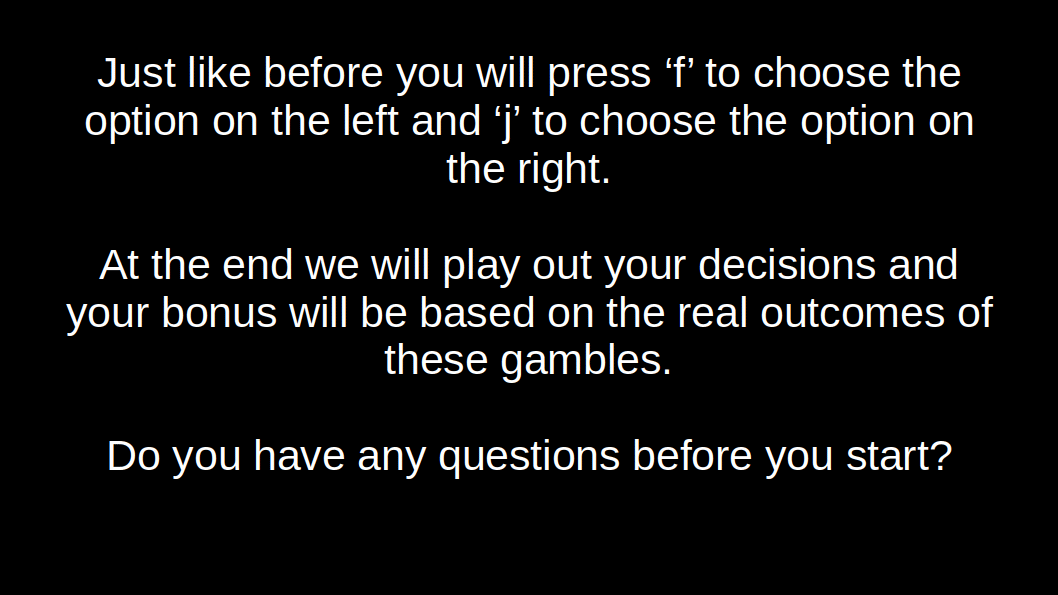 Just like before you will press ‘f’ to choose the
option on the left and ‘j’ to choose the option on
the right.
At the end we will play out your decisions and
your bonus will be based on the real outcomes of
these gambles.
Do you have any questions before you start?